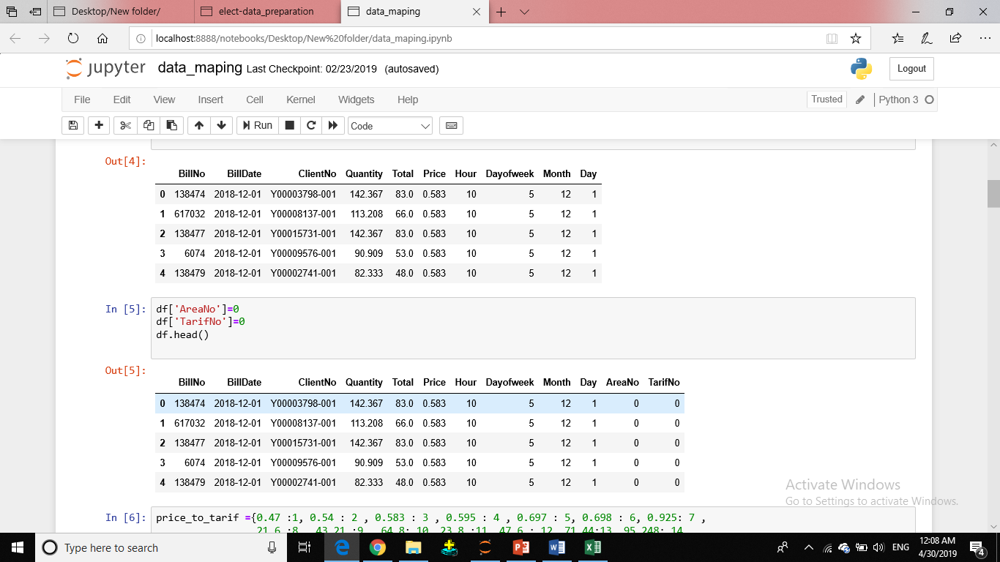 Desktop/New folder/
elect-data_preparation
data_maping
localhost:8888/notebooks/Desktop/New%20folder/data_maping.ipynb
jupyter data_maping Last Checkpoint: 02/23/2019 (autosaved)
Logout
File Edit View Insert Cell Kernel Widgets Help
Trusted
Python 3
Run
Code
Out[4]:
BillNo BillDate ClientNo Quantity Total Price Hour Dayofweek Month Day
0 138474 2018-12-01 Y00003798-001 142.367 83.0 0.583 10 5 12 1
1 617032 2018-12-01 Y00008137-001 113.208 66.0 0.583 10 5 12 1
2 138477 2018-12-01 Y00015731-001 142.367 83.0 0.583 10 5 12 1
3 6074 2018-12-01 Y00009576-001 90.909 53.0 0.583 10 5 12 1
4 138479 2018-12-01 Y00002741-001 82.333 48.0 0.583 10 5 12 1
In [5]: df['AreaNo']=0
df['TarifNo']=0
df.head()
Out[5]:
BillNo BillDate ClientNo Quantity Total Price Hour Dayofweek Month Day AreaNo TarifNo
0 138474 2018-12-01 Y00003798-001 142.367 83.0 0.583 10 5 12 1 0 0
1 617032 2018-12-01 Y00008137-001 113.208 66.0 0.583 10 5 12 1 0 0
2 138477 2018-12-01 Y00015731-001 142.367 83.0 0.583 10 5 12 1 0 0
3 6074 2018-12-01 Y00009576-001 90.909 53.0 0.583 10 5 12 1 0 0
4 138479 2018-12-01 Y00002741-001 82.333 48.0 0.583 10 5 12 1 0 0
Activate Windows
Go to Settings to activate Windows.
In [6]: price_to_tarif ={0.47 :1, 0.54 : 2 , 0.583 : 3 , 0.595 : 4 , 0.697 : 5, 0.698 : 6, 0.925: 7 ,
21.6 :8 , 43.21 :9 , 64.8: 10 ,23.8 :11, 47.6 : 12, 71.44:13, 95.248: 14
Type here to search
ENG
12:08 AM
4/30/2019
4